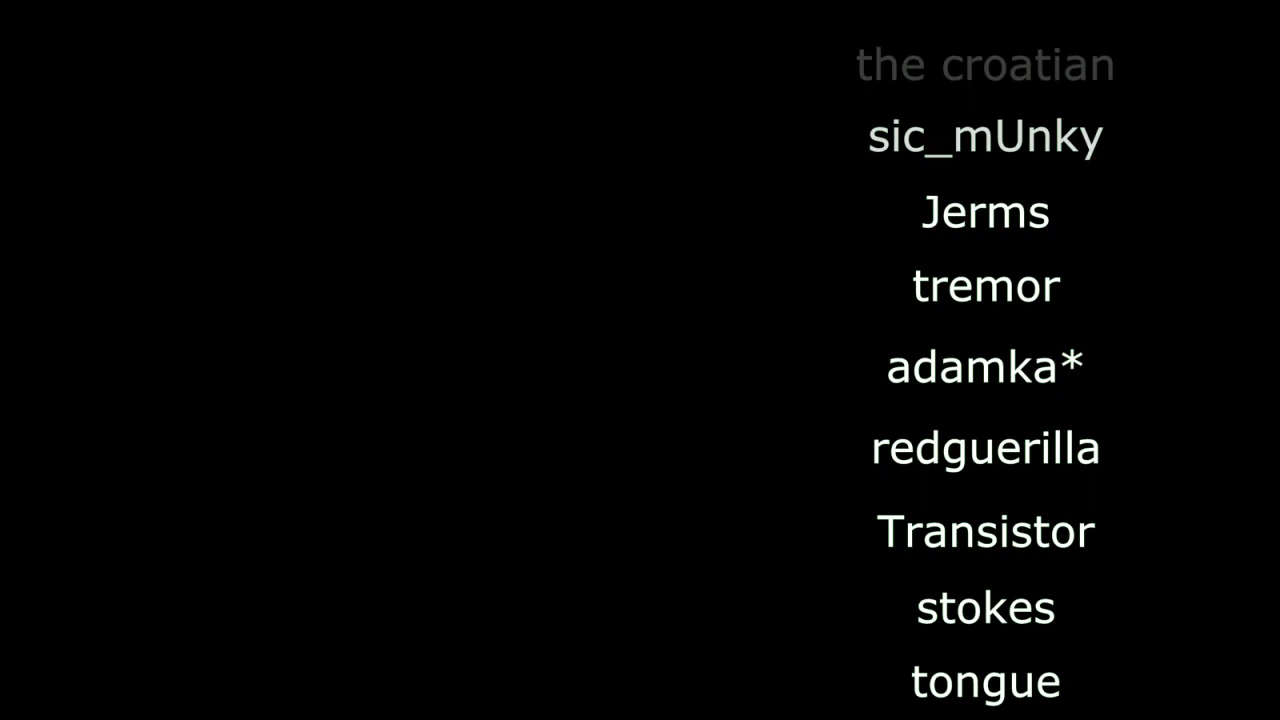 the croatian
sic_mUnky
Jerms
tremor
adamka*
redguerilla
Transistor
stokes
tongue